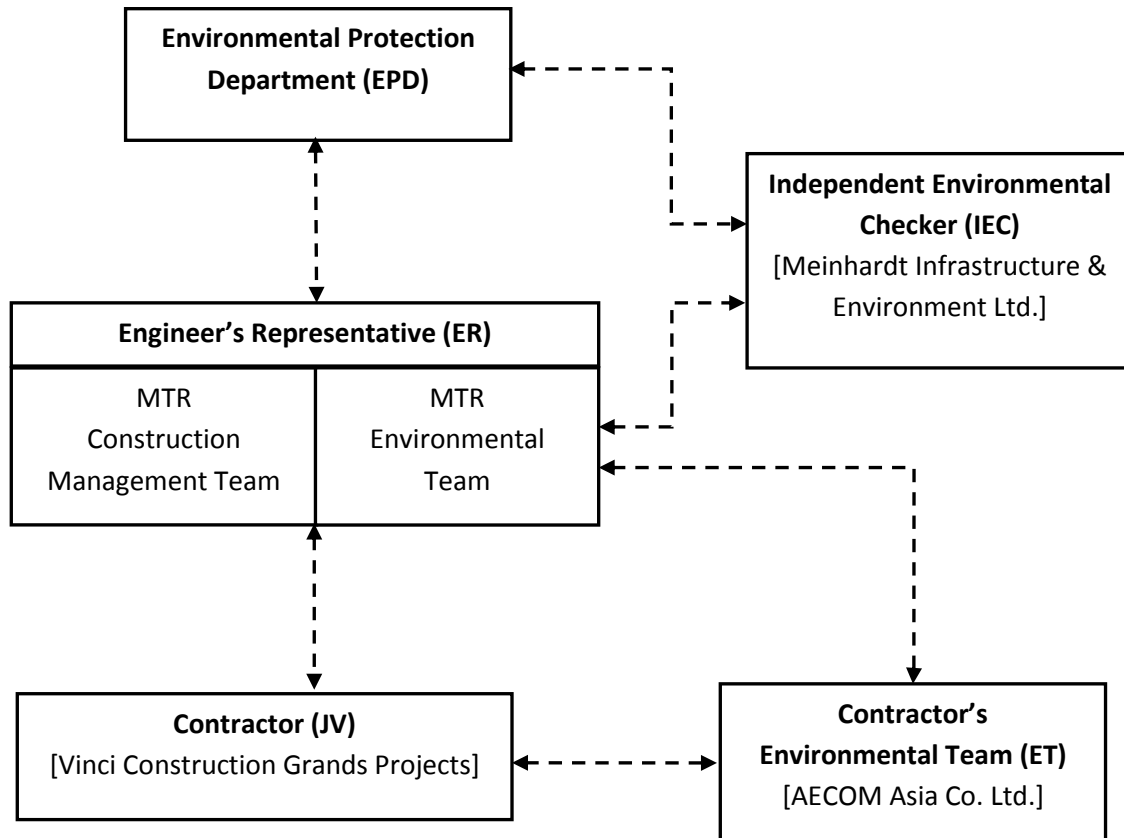 Environmental Protection
Department (EPD)
Independent Environmental
Checker (IEC)
[Meinhardt Infrastructure &
Environment Ltd.]
Engineer’s Representative (ER)
MTR
Construction
Management Team
MTR
Environmental
Team
Contractor (JV)
[Vinci Construction Grands Projects]
Contractor’s
Environmental Team (ET)
[AECOM Asia Co. Ltd.]